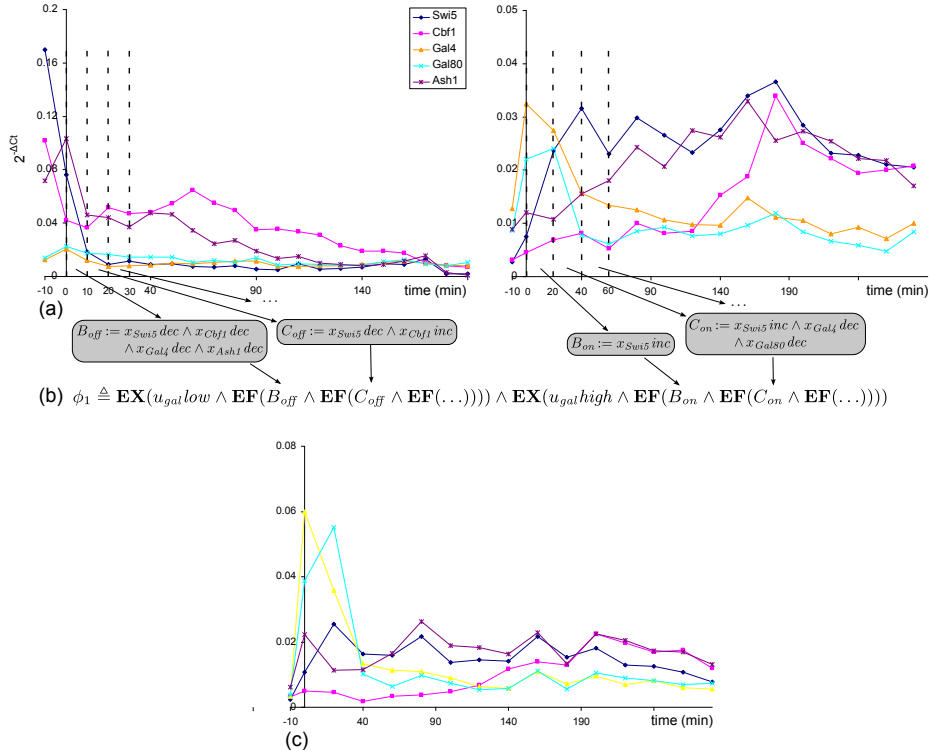 0.2
0.16
0.12
0.08
0.04
0
2^-ΔCt
-10 0 10 20 30 40 90 140 time (min)
Swi5
Cbf1
Gal4
Gal80
Ash1
0.05
0.04
0.03
0.02
0.01
0
-10 0 20 40 60 90 140 190 time (min)
(a)
...
...
B_off := x_Swi5 dec ∧ x_Cbf1 dec
∧ x_Gal4 dec ∧ x_Ash1 dec
C_off := x_Swi5 dec ∧ x_Cbf1 inc
B_on := x_Swi5 inc
C_on := x_Swi5 inc ∧ x_Gal4 dec
∧ x_Gal80 dec
(b) ϕ_1 ≜ EX(u_gal low ∧ EF(B_off ∧ EF(C_off ∧ EF(...)))) ∧ EX(u_gal high ∧ EF(B_on ∧ EF(C_on ∧ EF(...))))
0.08
0.06
0.04
0.02
0
-10 40 90 140 190 time (min)
(c)